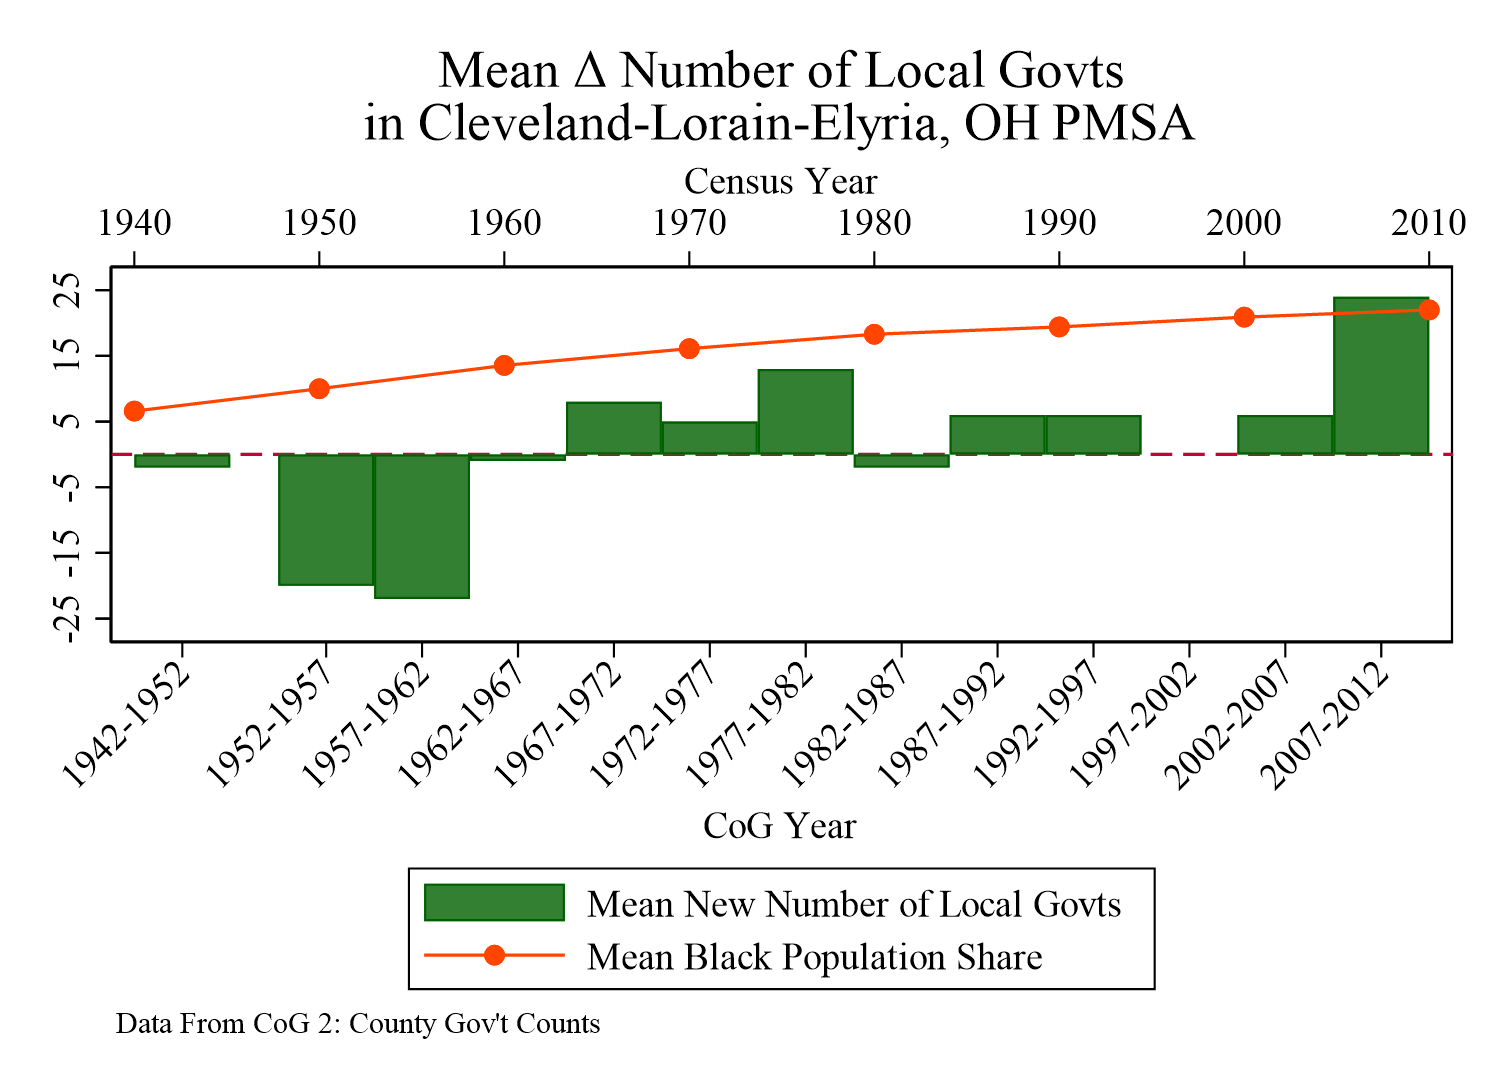 Mean Δ Number of Local Govts
in Cleveland-Lorain-Elyria, OH PMSA
Census Year
1940 1950 1960 1970 1980 1990 2000 2010
25
15
5
-5
-15
-25
1942-1952
1952-1957
1957-1962
1962-1967
1967-1972
1972-1977
1977-1982
1982-1987
1987-1992
1992-1997
1997-2002
2002-2007
2007-2012
CoG Year
Mean New Number of Local Govts
Mean Black Population Share
Data From CoG 2: County Gov't Counts